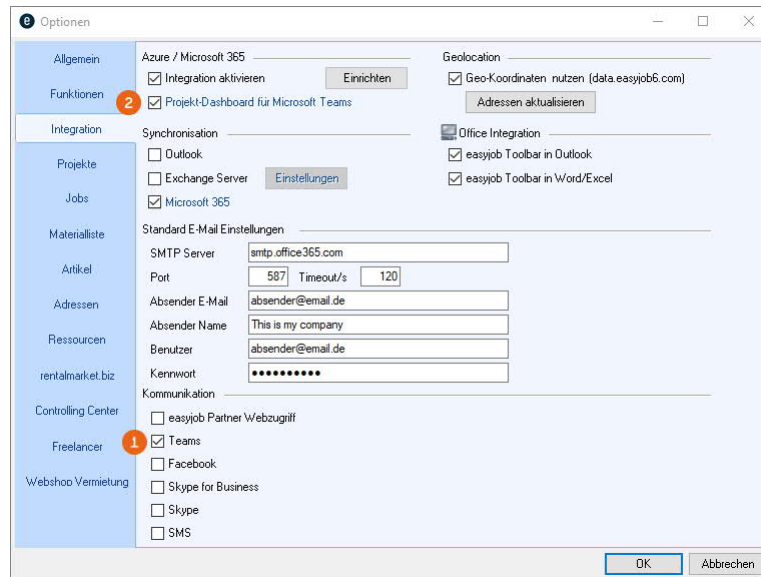 e Optionen
Allgemein
Funktionen
Integration
Projekte
Jobs
Materialliste
Artikel
Adressen
Ressourcen
rentalmarket.biz
Controlling Center
Freelancer
Webshop Vermietung
Azure / Microsoft 365
Integration aktivieren Einrichten
2 Projekt-Dashboard für Microsoft Teams
Synchronisation
Outlook
Exchange Server Einstellungen
Microsoft 365
Geolocation
Geo-Koordinaten nutzen (data.easyjob6.com)
Adressen aktualisieren
Office Integration
easyjob Toolbar in Outlook
easyjob Toolbar in Word/Excel
Standard E-Mail Einstellungen
SMTP Server smtp.office365.com
Port 587 Timeout/s 120
Absender E-Mail absender@email.de
Absender Name This is my company
Benutzer absender@email.de
Kennwort ••••••••••
Kommunikation
easyjob Partner Webzugriff
1 Teams
Facebook
Skype for Business
Skype
SMS
OK Abbrechen